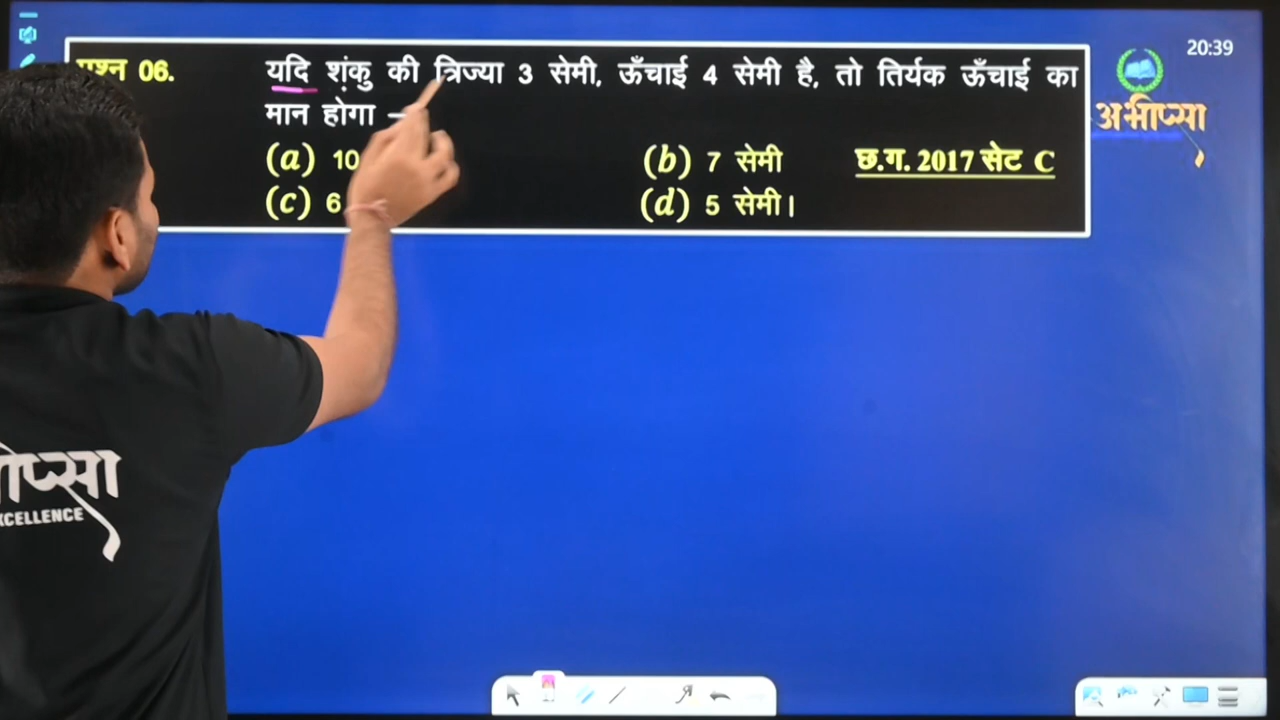 20:39
प्रश्न 06. यदि शंकु की त्रिज्या 3 सेमी, ऊँचाई 4 सेमी है, तो तिर्यक ऊँचाई का
मान होगा –
(a) 10 (b) 7 सेमी छ.ग. 2017 सेट C
(c) 6 (d) 5 सेमी।
अभीप्सा
XCELLENCE